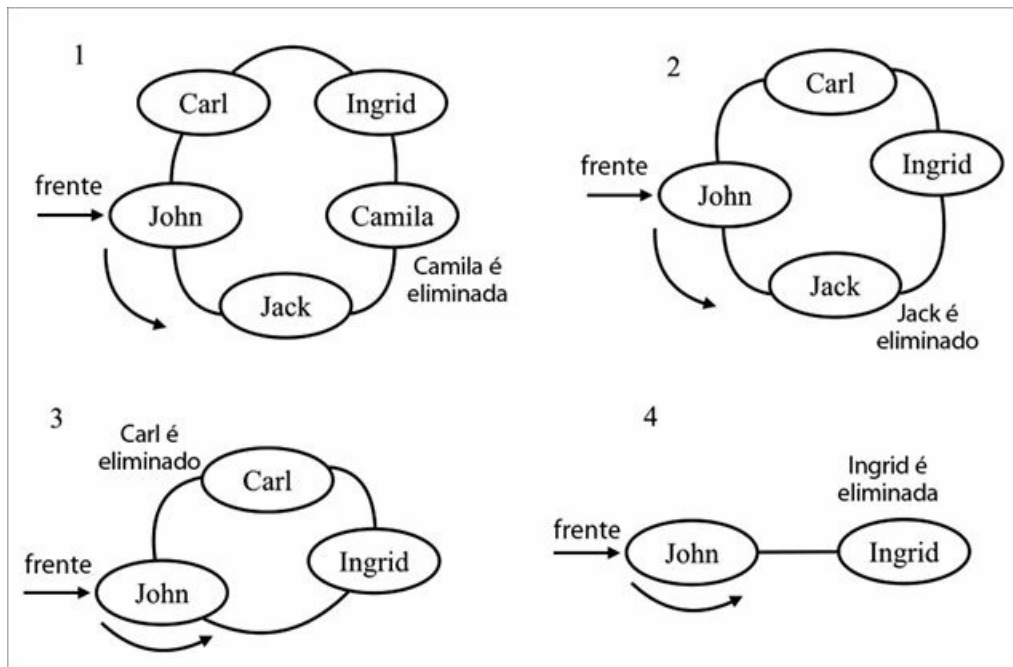 1
Carl
Ingrid
frente
John
Camila
Camila é
eliminada
Jack
2
Carl
Ingrid
frente
John
Jack
Jack é
eliminado
3
Carl é
eliminado
Carl
Ingrid
frente
John
4
Ingrid é
eliminada
frente
John
Ingrid